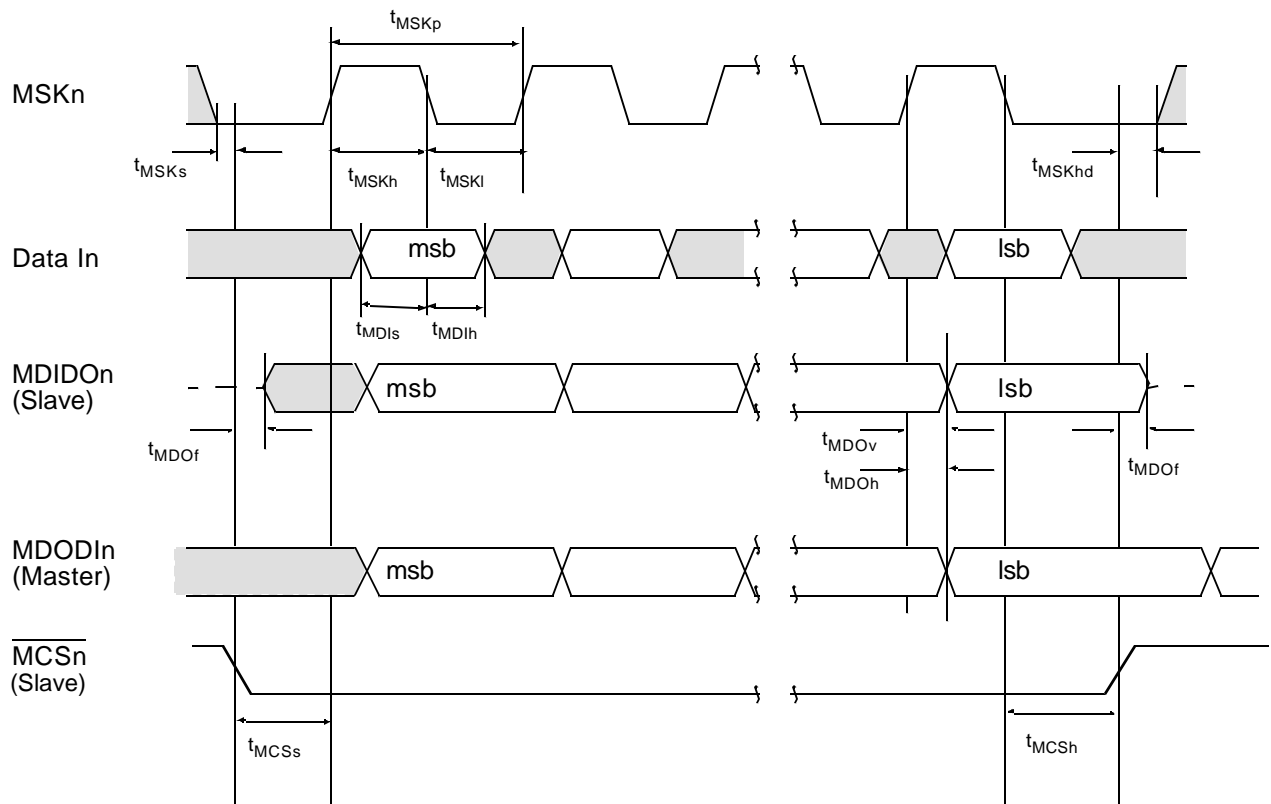 tMSKp
MSKn
tMSKs
tMSKh
tMSKl
tMSKhd
Data In
msb
lsb
tMDIs
tMDIh
MDIDOn
(Slave)
msb
lsb
tMDOf
tMDOv
tMDOh
tMDOf
MDODIn
(Master)
msb
lsb
MCSn
(Slave)
tMCSs
tMCSh